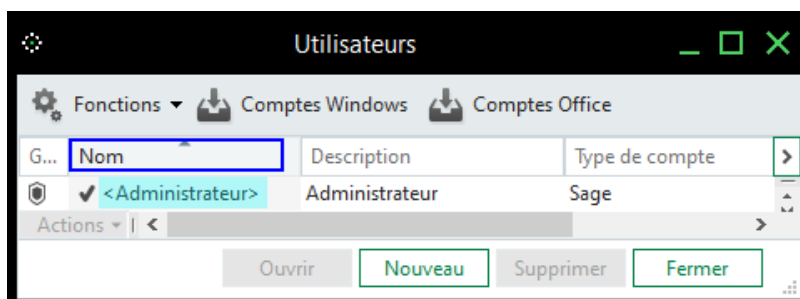 Utilisateurs
Fonctions Comptes Windows Comptes Office
G... Nom Description Type de compte
<Administrateur> Administrateur Sage
Actions
Ouvrir Nouveau Supprimer Fermer